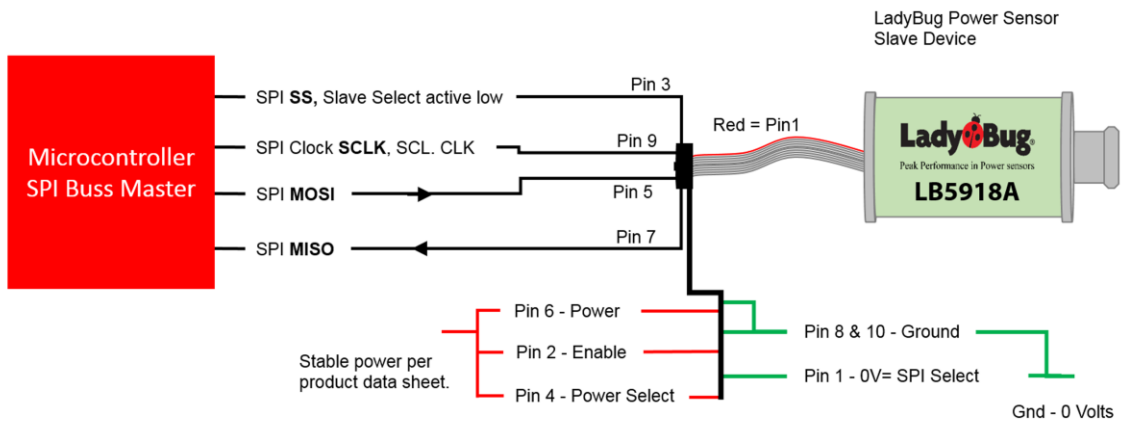 LadyBug Power Sensor
Slave Device
Microcontroller
SPI Buss Master
SPI SS, Slave Select active low
Pin 3
SPI Clock SCLK, SCL. CLK
Pin 9
SPI MOSI
Pin 5
SPI MISO
Pin 7
Red = Pin1
LadyBug®
Peak Performance in Power sensors
LB5918A
Pin 6 - Power
Pin 2 - Enable
Pin 4 - Power Select
Stable power per
product data sheet.
Pin 8 & 10 - Ground
Pin 1 - 0V= SPI Select
Gnd - 0 Volts